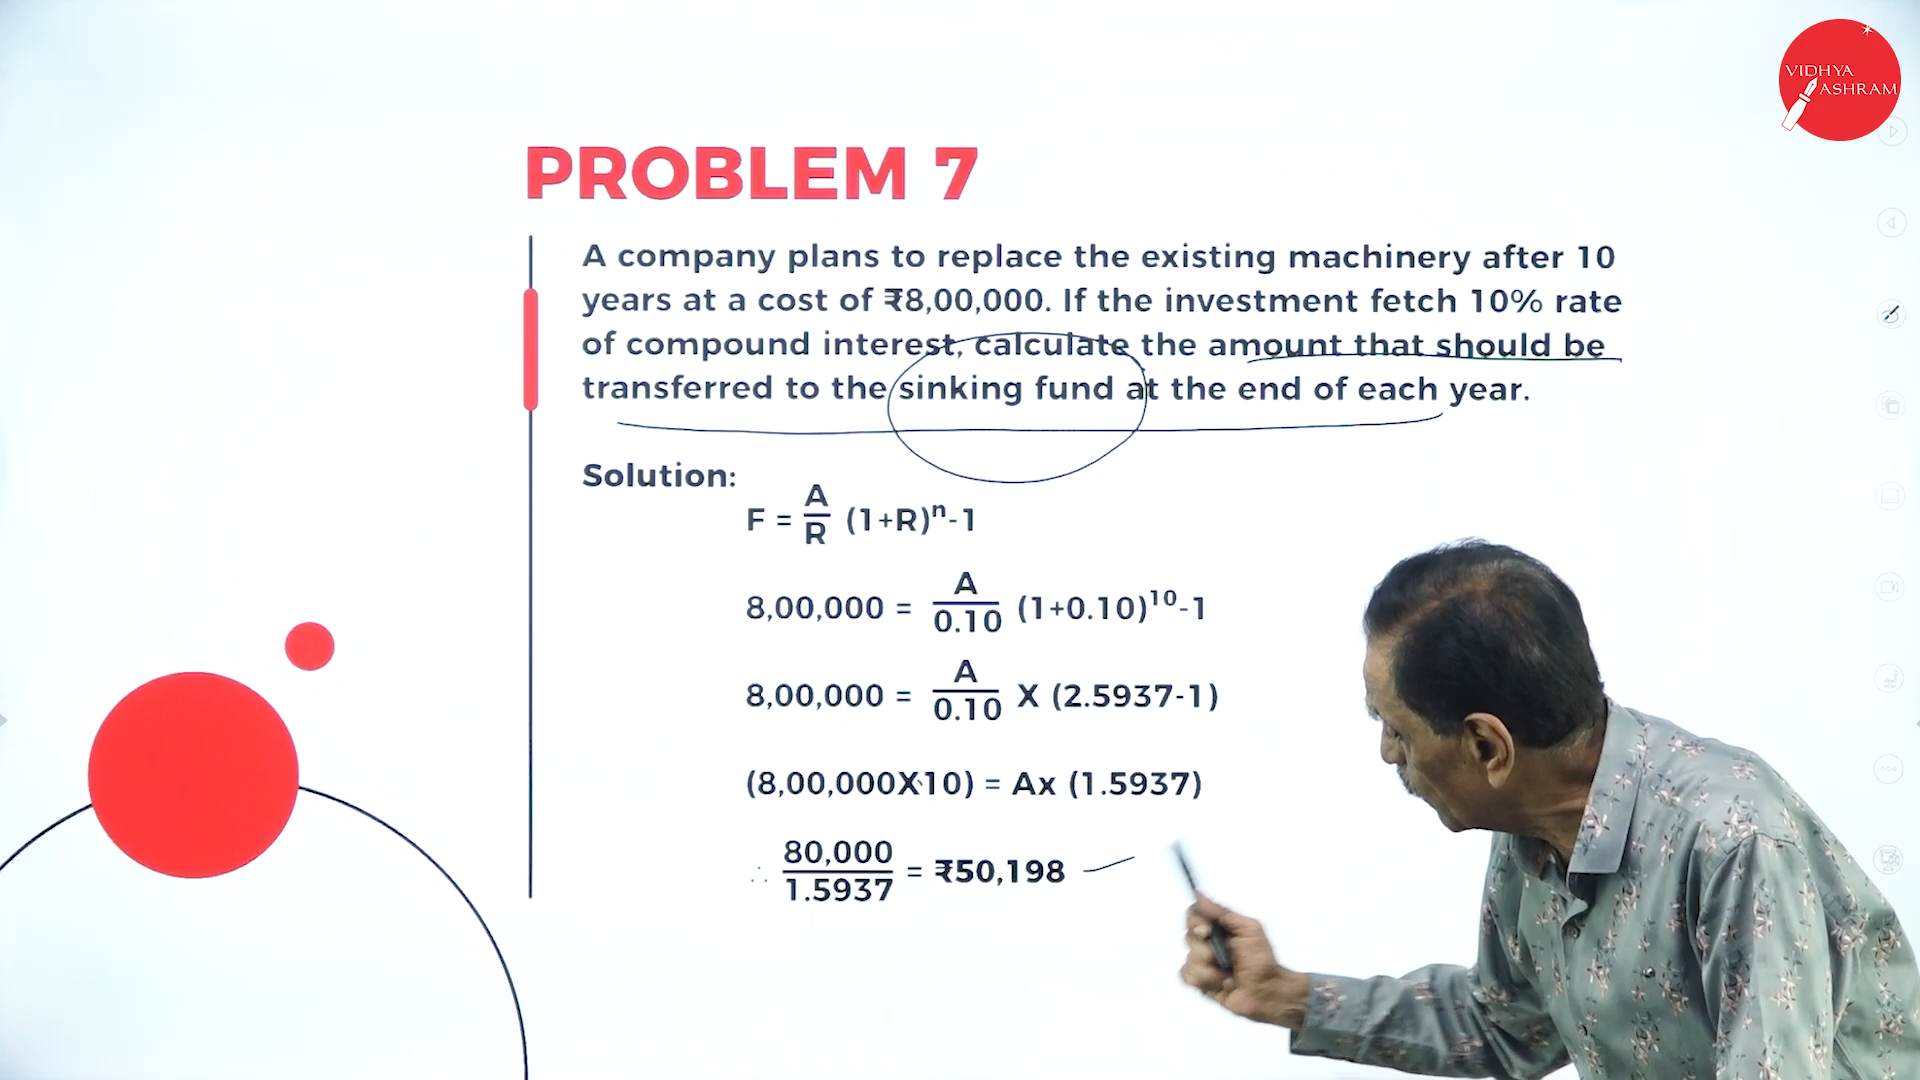 VIDHYA
ASHRAM
PROBLEM 7
A company plans to replace the existing machinery after 10
years at a cost of ₹8,00,000. If the investment fetch 10% rate
of compound interest, calculate the amount that should be
transferred to the sinking fund at the end of each year.
Solution:
F = A/R (1+R)ⁿ-1
8,00,000 = A/0.10 (1+0.10)¹⁰-1
8,00,000 = A/0.10 X (2.5937-1)
(8,00,000X10) = Ax (1.5937)
∴ 80,000/1.5937 = ₹50,198